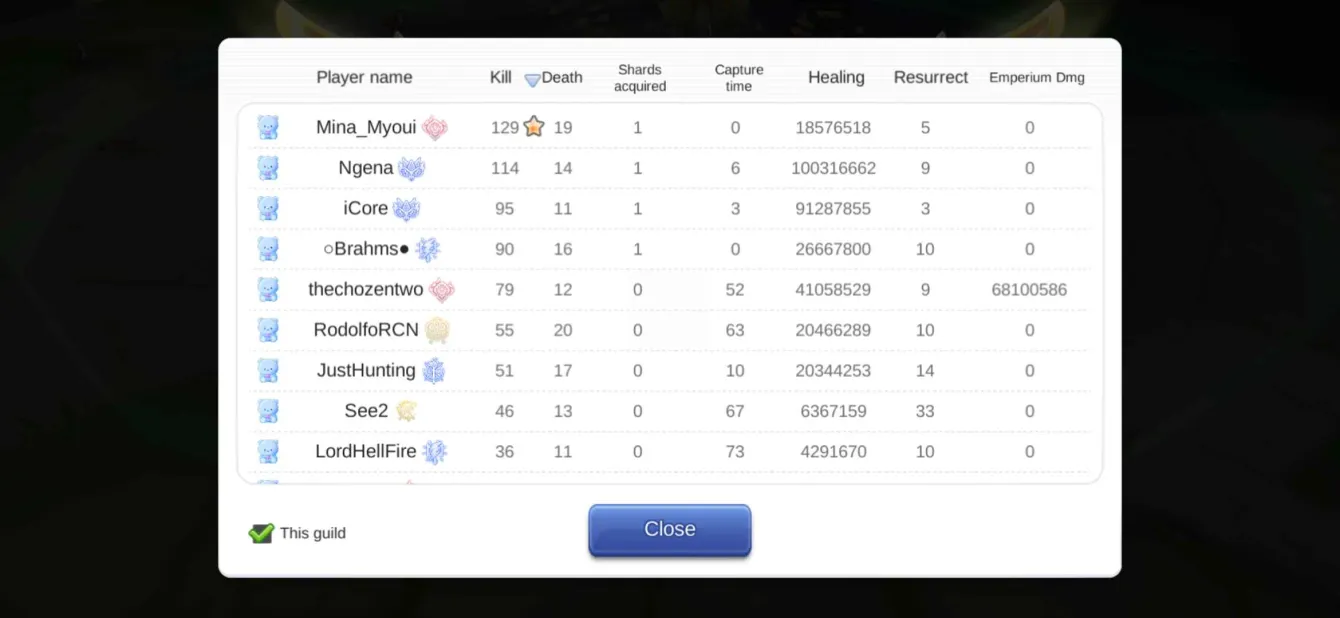 Player name Kill Death Shards acquired Capture time Healing Resurrect Emperium Dmg
Mina_Myoui 129 19 1 0 18576518 5 0
Ngena 114 14 1 6 100316662 9 0
iCore 95 11 1 3 91287855 3 0
○Brahms● 90 16 1 0 26667800 10 0
thechozentwo 79 12 0 52 41058529 9 68100586
RodolfoRCN 55 20 0 63 20466289 10 0
JustHunting 51 17 0 10 20344253 14 0
See2 46 13 0 67 6367159 33 0
LordHellFire 36 11 0 73 4291670 10 0
This guild
Close